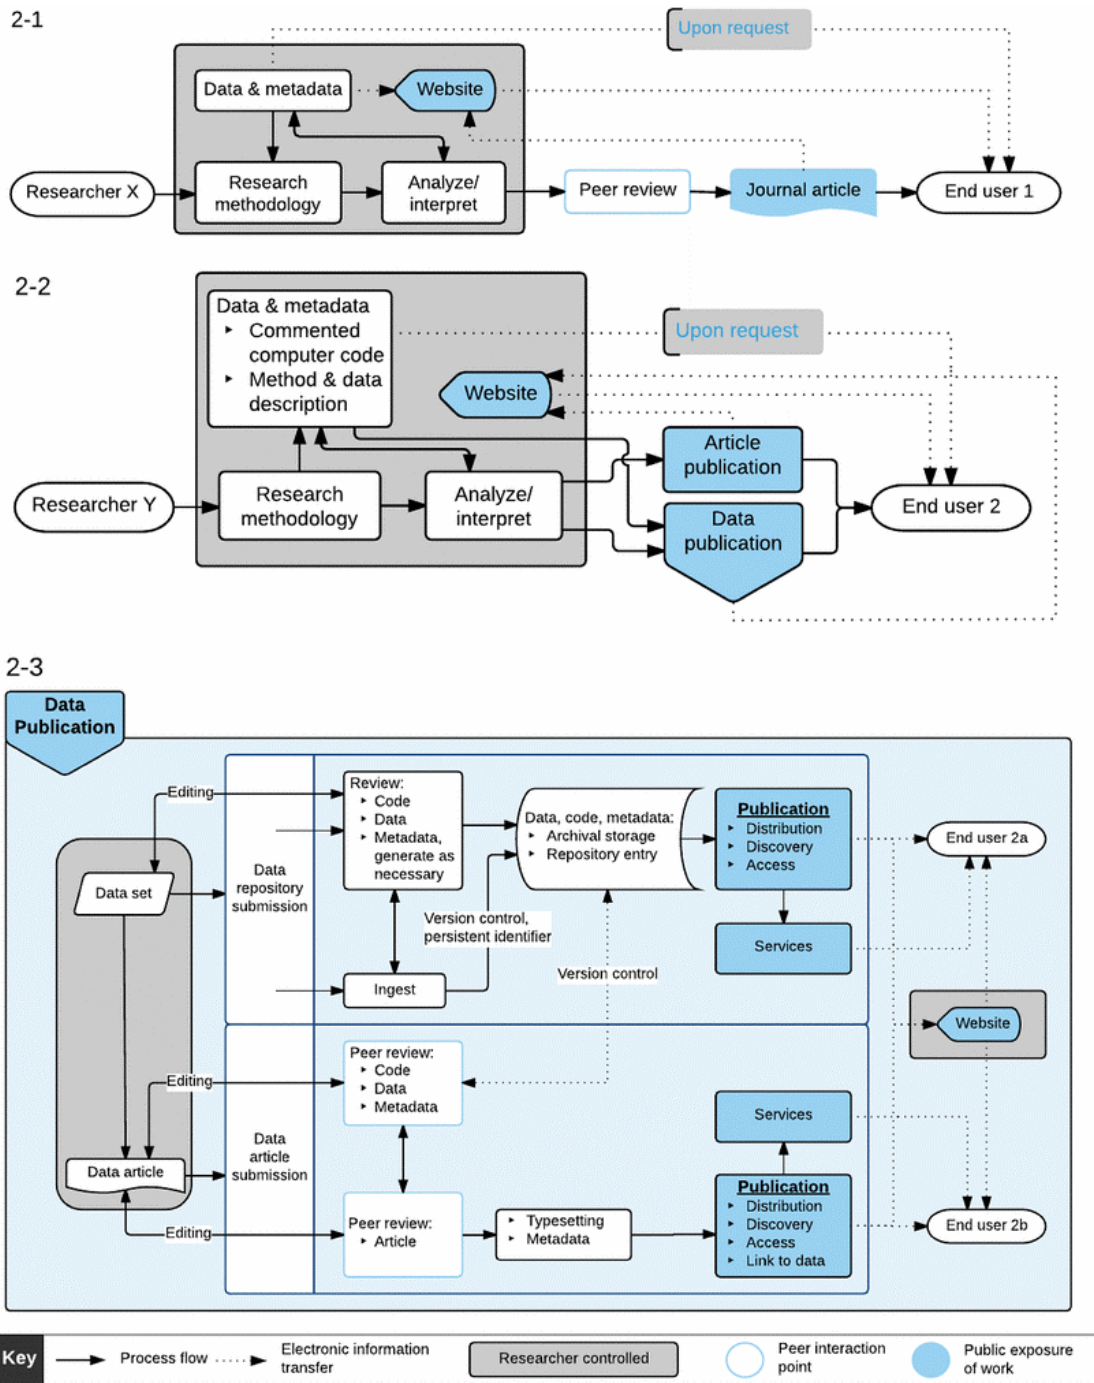 2-1
Upon request
Data & metadata
Website
Researcher X
Research
methodology
Analyze/
interpret
Peer review
Journal article
End user 1
2-2
Data & metadata
‣ Commented
computer code
‣ Method & data
description
Upon request
Website
Article
publication
Researcher Y
Research
methodology
Analyze/
interpret
Data
publication
End user 2
2-3
Data
Publication
Editing
Data set
Data
repository
submission
Review:
‣ Code
‣ Data
‣ Metadata,
generate as
necessary
Data, code, metadata:
‣ Archival storage
‣ Repository entry
Publication
‣ Distribution
‣ Discovery
‣ Access
End user 2a
Version control,
persistent identifier
Services
Version control
Ingest
Website
Editing
Peer review:
‣ Code
‣ Data
‣ Metadata
Data article
Data
article
submission
Services
Editing
Peer review:
‣ Article
‣ Typesetting
‣ Metadata
Publication
‣ Distribution
‣ Discovery
‣ Access
‣ Link to data
End user 2b
Key
Process flow
Electronic information
transfer
Researcher controlled
Peer interaction
point
Public exposure
of work